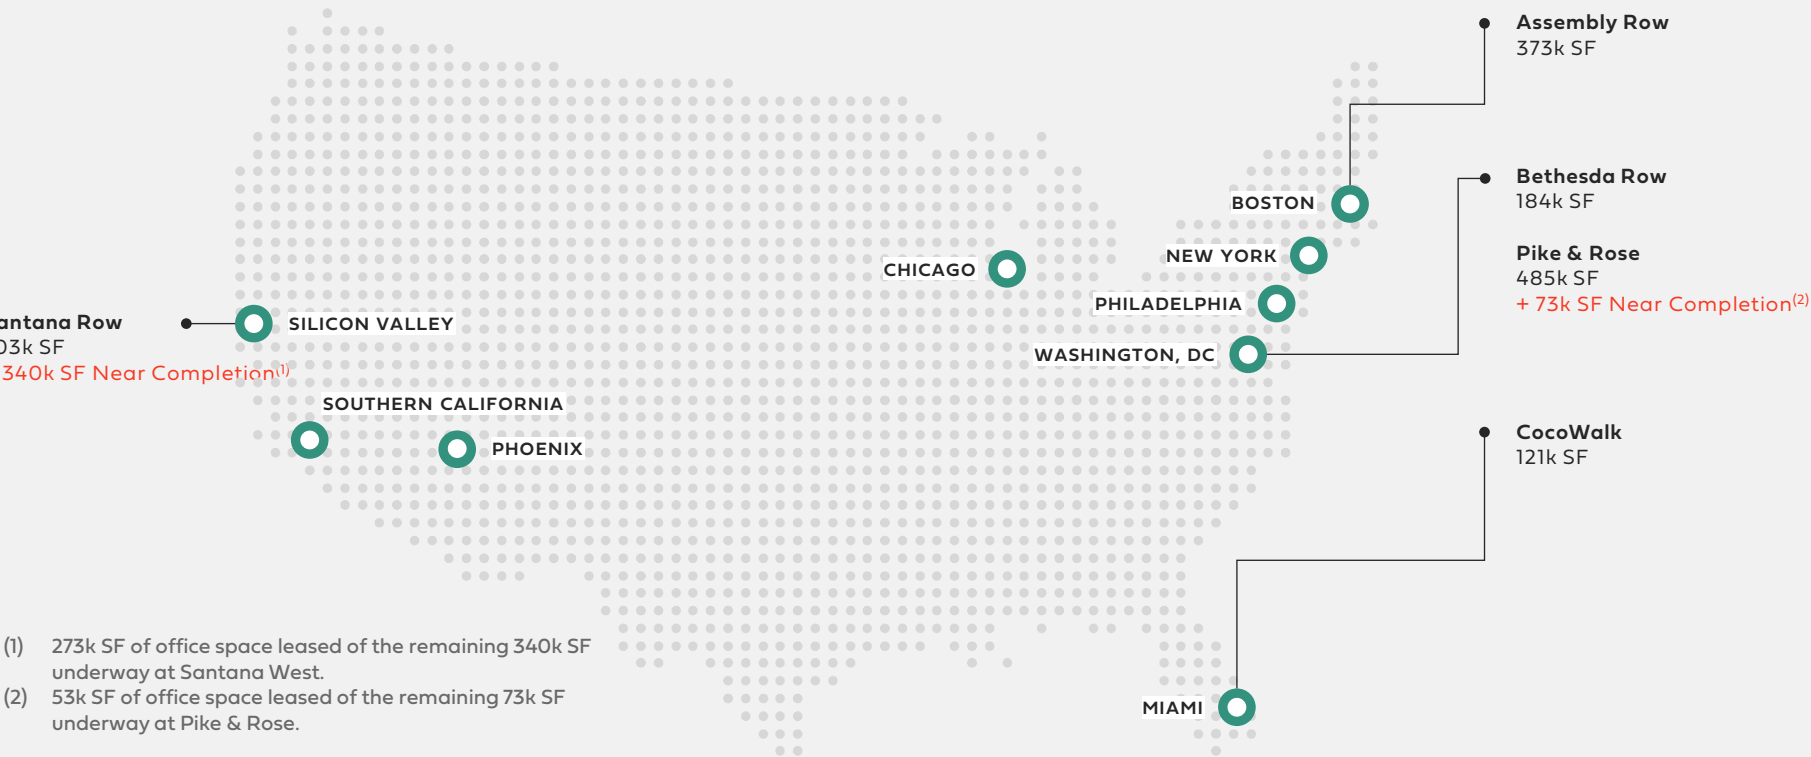 Assembly Row
373k SF
Bethesda Row
184k SF
Pike & Rose
485k SF
+ 73k SF Near Completion(2)
BOSTON
NEW YORK
CHICAGO
PHILADELPHIA
WASHINGTON, DC
antana Row
03k SF
340k SF Near Completion(1)
SILICON VALLEY
SOUTHERN CALIFORNIA
PHOENIX
CocoWalk
121k SF
MIAMI
(1) 273k SF of office space leased of the remaining 340k SF
underway at Santana West.
(2) 53k SF of office space leased of the remaining 73k SF
underway at Pike & Rose.